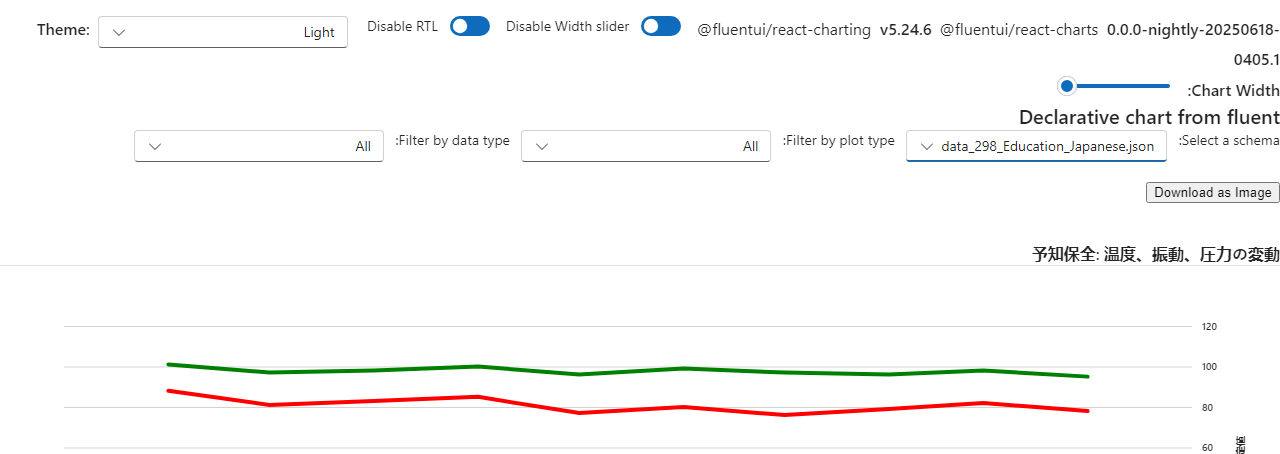 Theme: Light Disable RTL Disable Width slider @fluentui/react-charting v5.24.6 @fluentui/react-charts 0.0.0-nightly-20250618-
0405.1
:Chart Width
Declarative chart from fluent
:Select a schema data_298_Education_Japanese.json :Filter by plot type All :Filter by data type All
Download as Image
予知保全: 温度、振動、圧力の変動
120
100
80
60